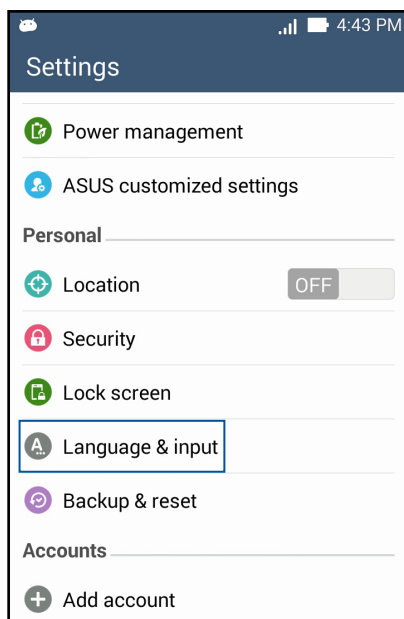 4:43 PM
Settings
Power management
ASUS customized settings
Personal
Location OFF
Security
Lock screen
A... Language & input
Backup & reset
Accounts
Add account